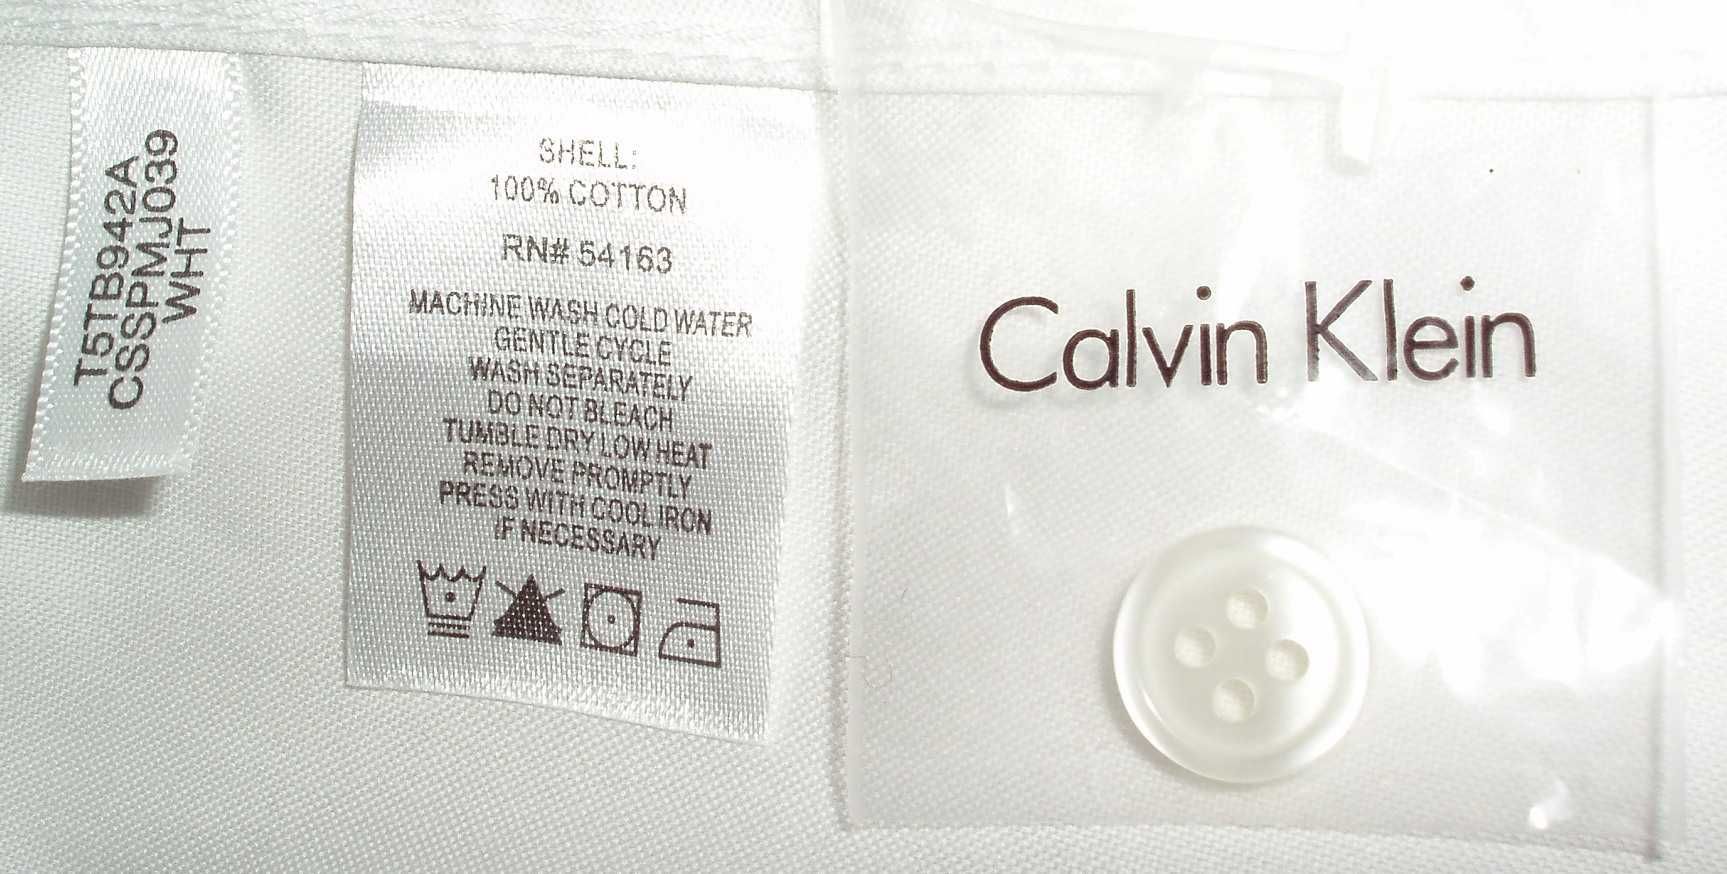 T5TB942A
CSSPMJ039
WHT
SHELL:
100% COTTON
RN# 54163
MACHINE WASH COLD WATER
GENTLE CYCLE
WASH SEPARATELY
DO NOT BLEACH
TUMBLE DRY LOW HEAT
REMOVE PROMPTLY
PRESS WITH COOL IRON
IF NECESSARY
Calvin Klein